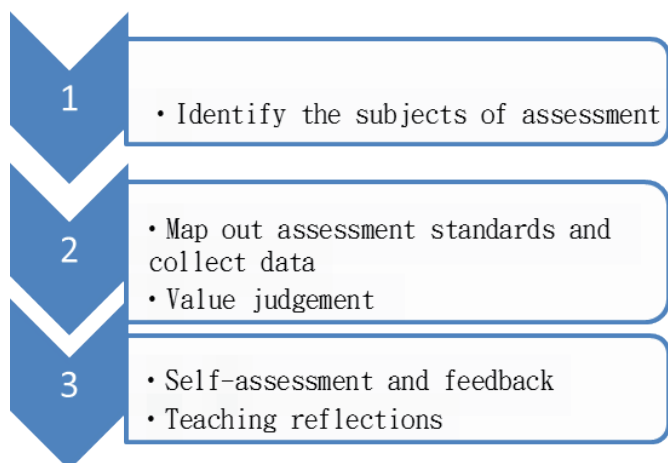 1
・Identify the subjects of assessment
2
・Map out assessment standards and
collect data
・Value judgement
3
・Self-assessment and feedback
・Teaching reflections